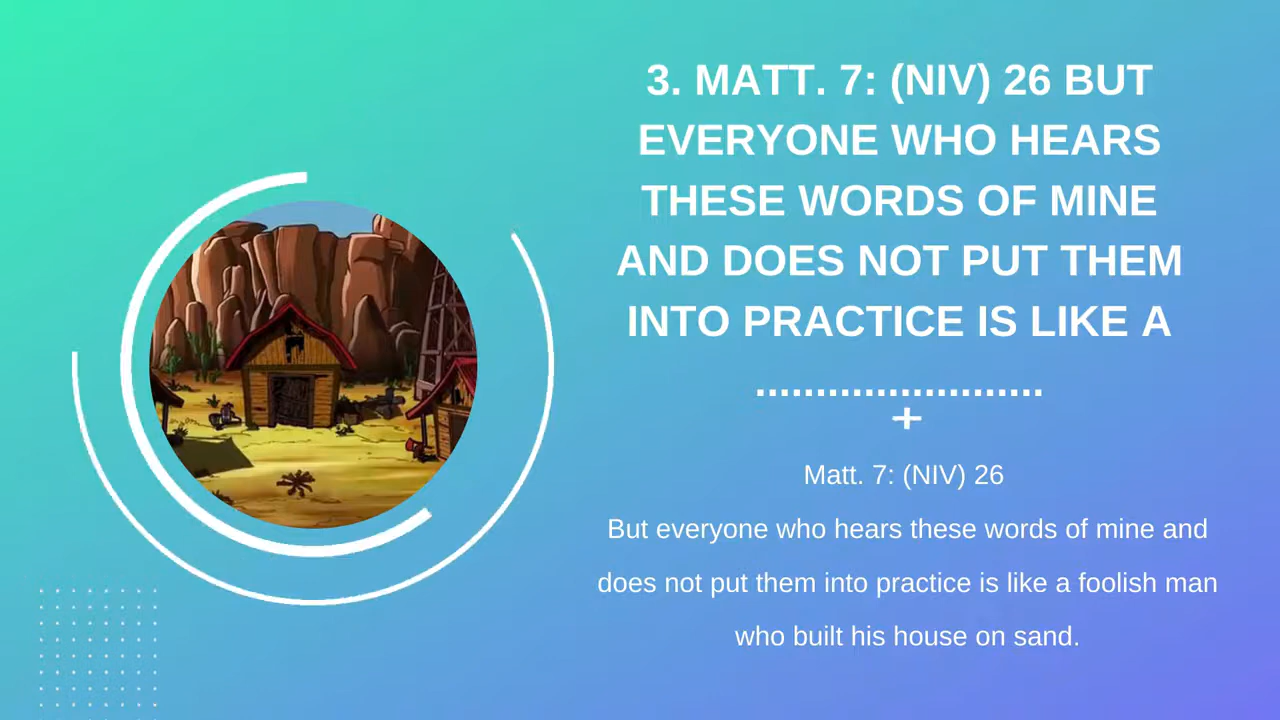 3. MATT. 7: (NIV) 26 BUT
EVERYONE WHO HEARS
THESE WORDS OF MINE
AND DOES NOT PUT THEM
INTO PRACTICE IS LIKE A
........................
+
Matt. 7: (NIV) 26
But everyone who hears these words of mine and
does not put them into practice is like a foolish man
who built his house on sand.